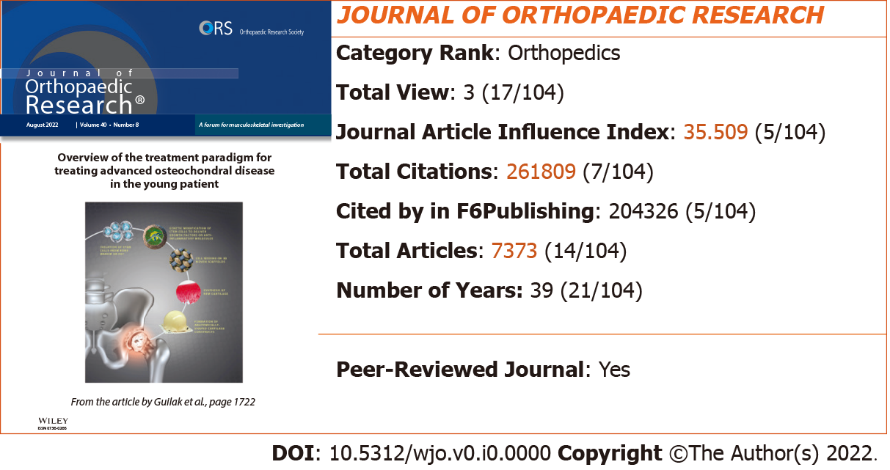 ORS Orthopaedic Research Society
Journal of
Orthopaedic
Research®
August 2022 | Volume 40 • Number 8
A forum for musculoskeletal investigation
Overview of the treatment paradigm for
treating advanced osteochondral disease
in the young patient
From the article by Guilak et al., page 1722
WILEY
JOURNAL OF ORTHOPAEDIC RESEARCH
Category Rank: Orthopedics
Total View: 3 (17/104)
Journal Article Influence Index: 35.509 (5/104)
Total Citations: 261809 (7/104)
Cited by in F6Publishing: 204326 (5/104)
Total Articles: 7373 (14/104)
Number of Years: 39 (21/104)
Peer-Reviewed Journal: Yes
DOI: 10.5312/wjo.v0.i0.0000 Copyright ©The Author(s) 2022.